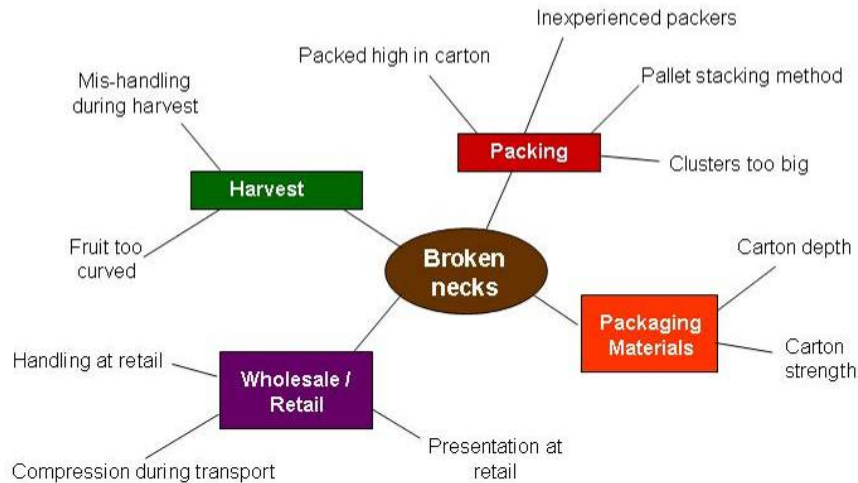 Inexperienced packers
Packed high in carton
Pallet stacking method
Mis-handling
during harvest
Packing
Clusters too big
Harvest
Fruit too
curved
Broken
necks
Carton depth
Packaging
Materials
Carton
strength
Handling at retail
Wholesale /
Retail
Compression during transport
Presentation at
retail